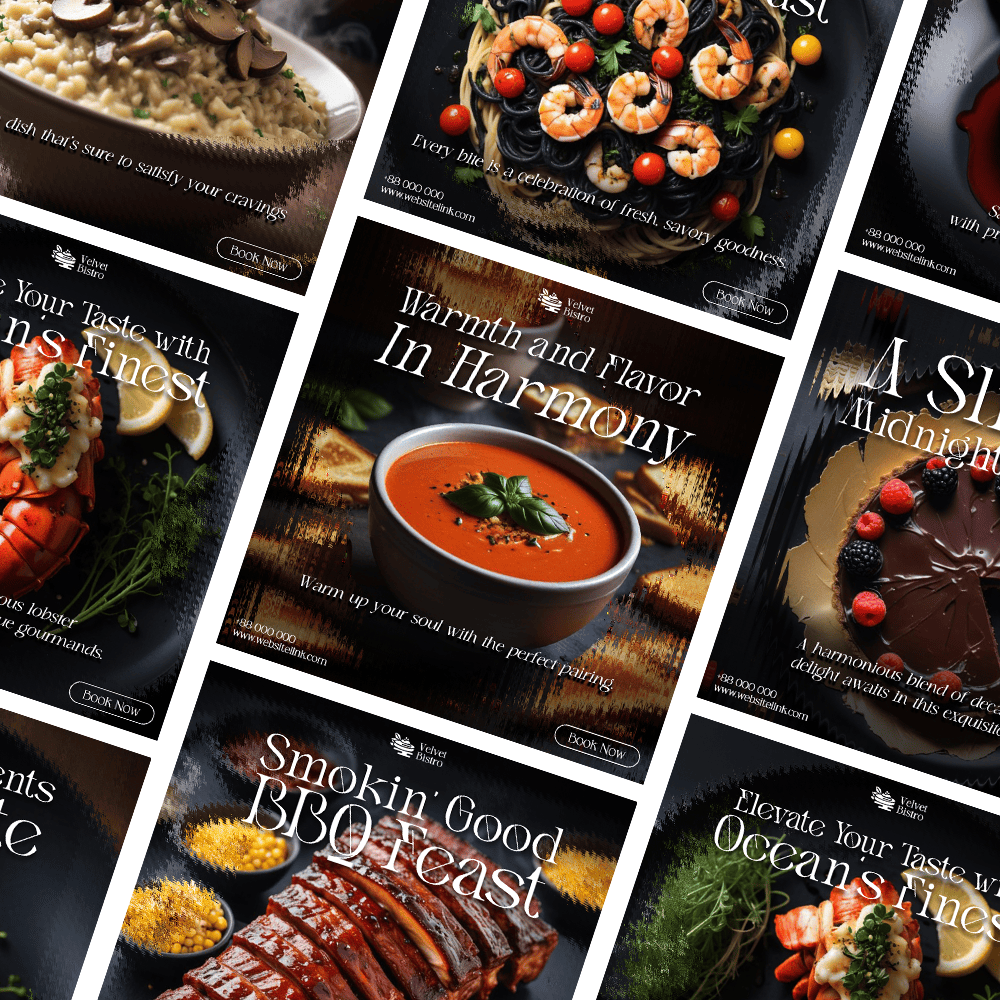 dish that's sure to satisfy your cravings
Book Now
Every bite is a celebration of fresh, savory goodness.
+88 000 000
www.websitelink.com
Book Now
with
+88 000 000
www.websitelink.com
Velvet
Bistro
Your Taste with
Finest
lobster
gourmands.
Book Now
Velvet
Bistro
Warmth and Flavor
In Harmony
Warm up your soul with the perfect pairing.
+88 000 000
www.websitelink.com
Book Now
A
Midnight
A harmonious blend of
delight awaits in this
+88 000 000
www.websitelink.com
Velvet
Bistro
Smokin' Good
BBQ Feast
Velvet
Bistro
Elevate Your Taste
Ocean's Fines